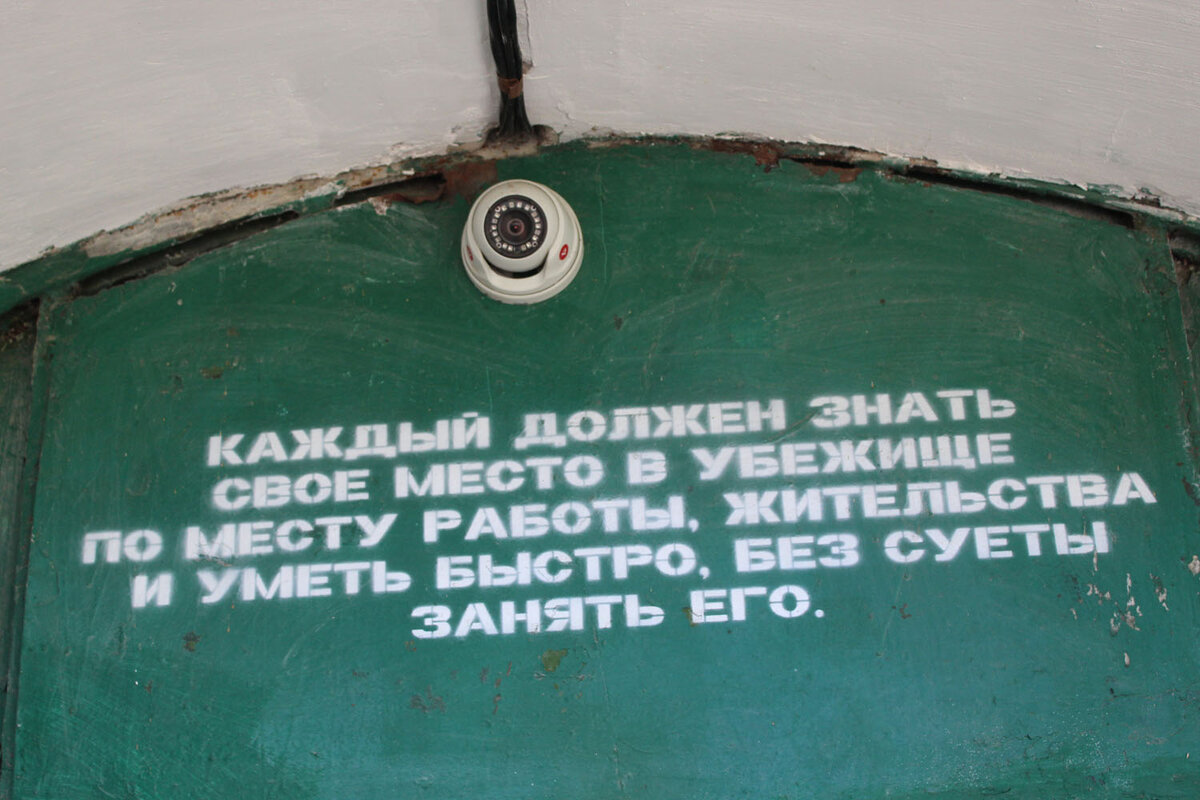 КАЖДЫЙ ДОЛЖЕН ЗНАТЬ
СВОЕ МЕСТО В УБЕЖИЩЕ
ПО МЕСТУ РАБОТЫ, ЖИТЕЛЬСТВА
И УМЕТЬ БЫСТРО, БЕЗ СУЕТЫ
ЗАНЯТЬ ЕГО.